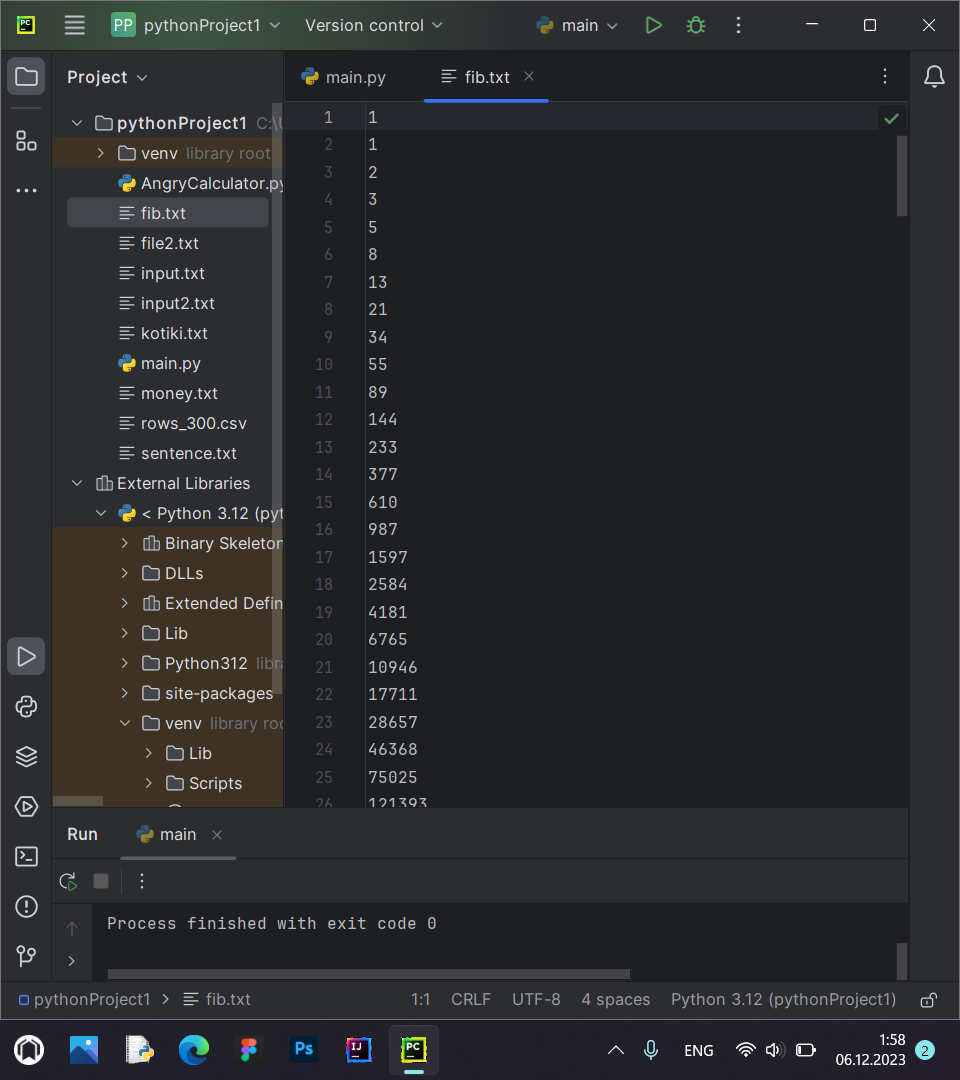 PC PP pythonProject1 Version control main
Project
main.py fib.txt
pythonProject1 C:\U
venv library root
AngryCalculator.py
fib.txt
file2.txt
input.txt
input2.txt
kotiki.txt
main.py
money.txt
rows_300.csv
sentence.txt
External Libraries
< Python 3.12 (pyt
Binary Skeleton
DLLs
Extended Defin
Lib
Python312 libra
site-packages
venv library roo
Lib
Scripts
1 1
2 1
3 2
4 3
5 5
6 8
7 13
8 21
9 34
10 55
11 89
12 144
13 233
14 377
15 610
16 987
17 1597
18 2584
19 4181
20 6765
21 10946
22 17711
23 28657
24 46368
25 75025
26 121393
Run main
Process finished with exit code 0
pythonProject1 fib.txt 1:1 CRLF UTF-8 4 spaces Python 3.12 (pythonProject1)
Ps IJ PC ENG 1:58
06.12.2023 2